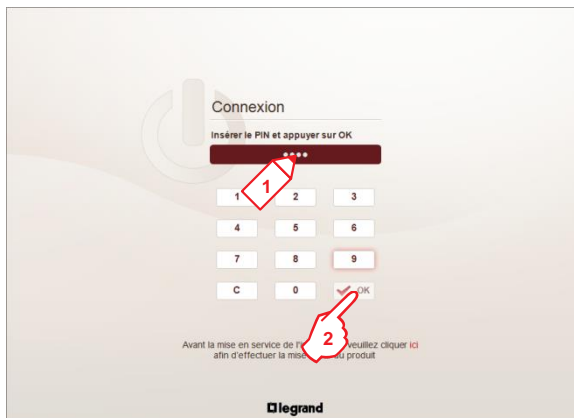 Connexion
Insérer le PIN et appuyer sur OK
••••
1
1 2 3
4 5 6
7 8 9
C 0 OK
2
Avant la mise en service de veuillez cliquer ici
afin d'effectuer la mise du produit
legrand